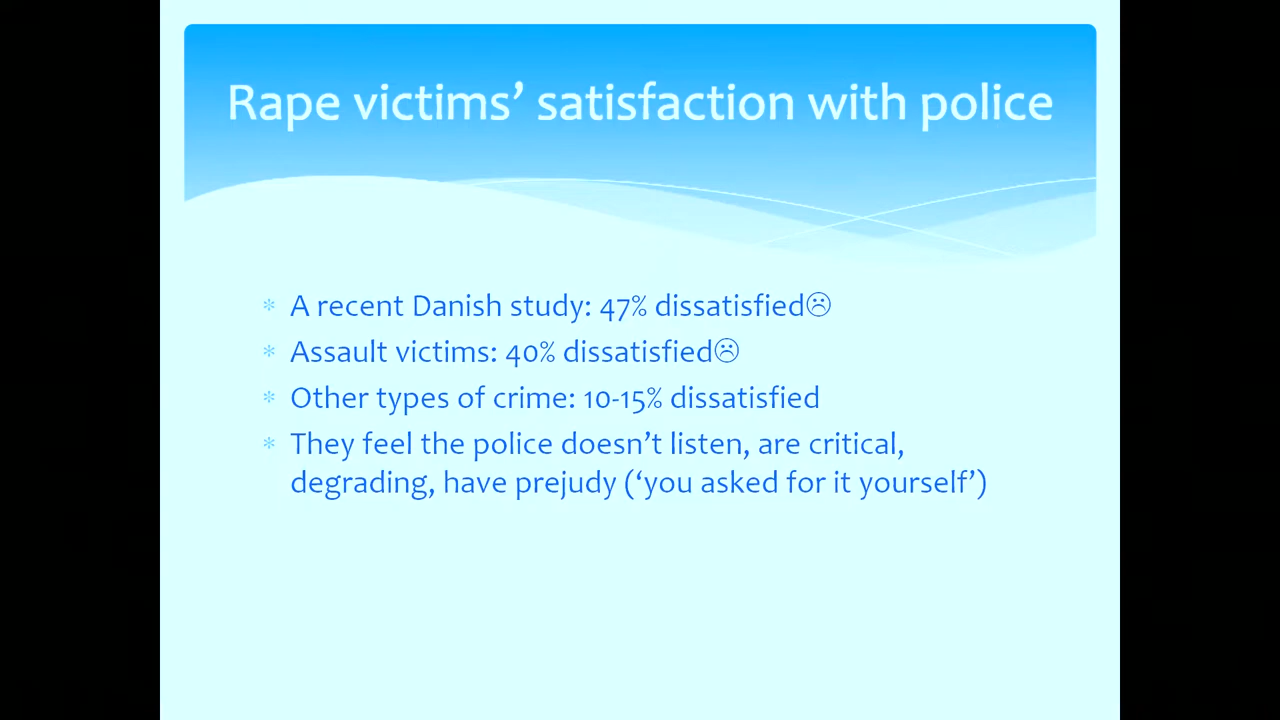 Rape victims’ satisfaction with police
* A recent Danish study: 47% dissatisfied☹
* Assault victims: 40% dissatisfied☹
* Other types of crime: 10-15% dissatisfied
* They feel the police doesn’t listen, are critical,
degrading, have prejudy (‘you asked for it yourself’)